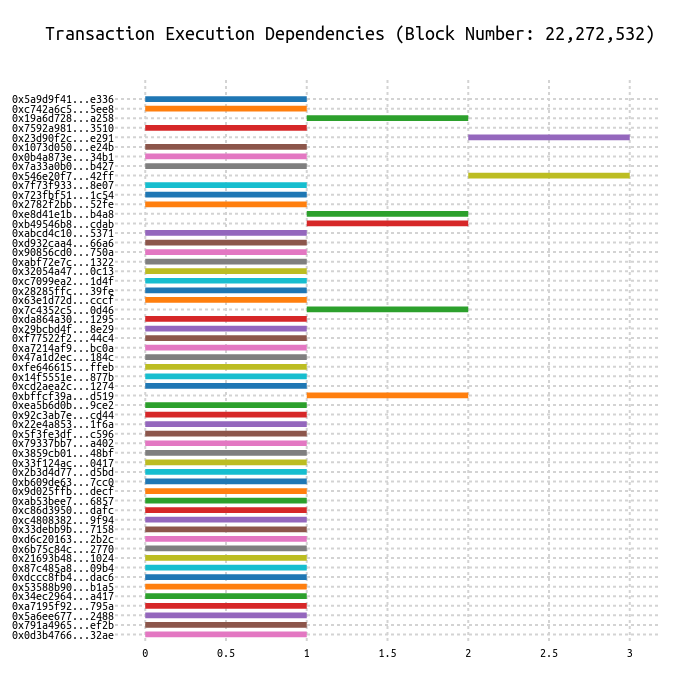 Transaction Execution Dependencies (Block Number: 22,272,532)
0x5a9d9f41...e336
0xc742a6c5...5ee8
0x19a6d728...a258
0x7592a981...3510
0x23d90f2c...e291
0x1073d050...e24b
0x0b4a873e...34b1
0x7a33a0b0...b427
0x546e20f7...42ff
0x7f73f933...8e07
0x723fbf51...1c54
0x2782f2bb...52fe
0xe8d41e1b...b4a8
0xb49546b8...cdab
0xabcd4c10...5371
0xd932caa4...66a6
0x90856cd0...750a
0xabf72e7c...1322
0x32054a47...0c13
0xc7099ea2...1d4f
0x28285ffc...39fe
0x63e1d72d...cccf
0x7c4352c5...0d46
0xda864a30...1295
0x29bcbd4f...8e29
0xf77522f2...44c4
0xa7214af9...bc0a
0x47a1d2ec...184c
0xfe646615...ffeb
0x14f5551e...877b
0xcd2aea2c...1274
0xbffcf39a...d519
0xea5b6d0b...9ce2
0x92c3ab7e...cd44
0x22e4a853...1f6a
0x5f3fe3df...c596
0x79337bb7...a402
0x3859cb01...48bf
0x33f124ac...0417
0x2b3d4d77...d5bd
0xb609de63...7cc0
0x9d025ffb...decf
0xab53bee7...6857
0xc86d3950...dafc
0xc4808382...9f94
0x33debb9b...7158
0xd6c20163...2b2c
0x6b75c84c...2770
0x21693b48...1024
0x87c485a8...09b4
0xdccc8fb4...dac6
0x53588b90...b1a5
0x34ec2964...a417
0xa7195f92...795a
0x5a6ee677...2488
0x791a4965...ef2b
0x0d3b4766...32ae
0 0.5 1 1.5 2 2.5 3